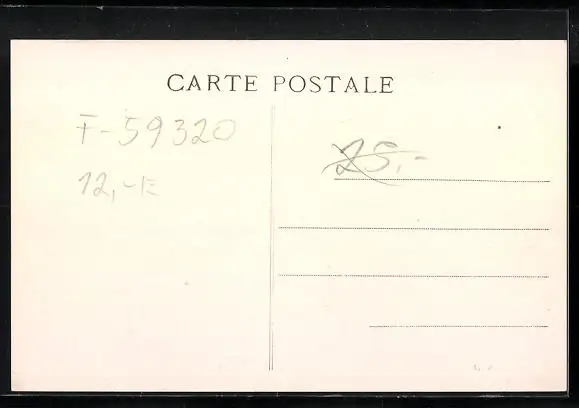 CARTE POSTALE
F-59320
12,-E
25,-